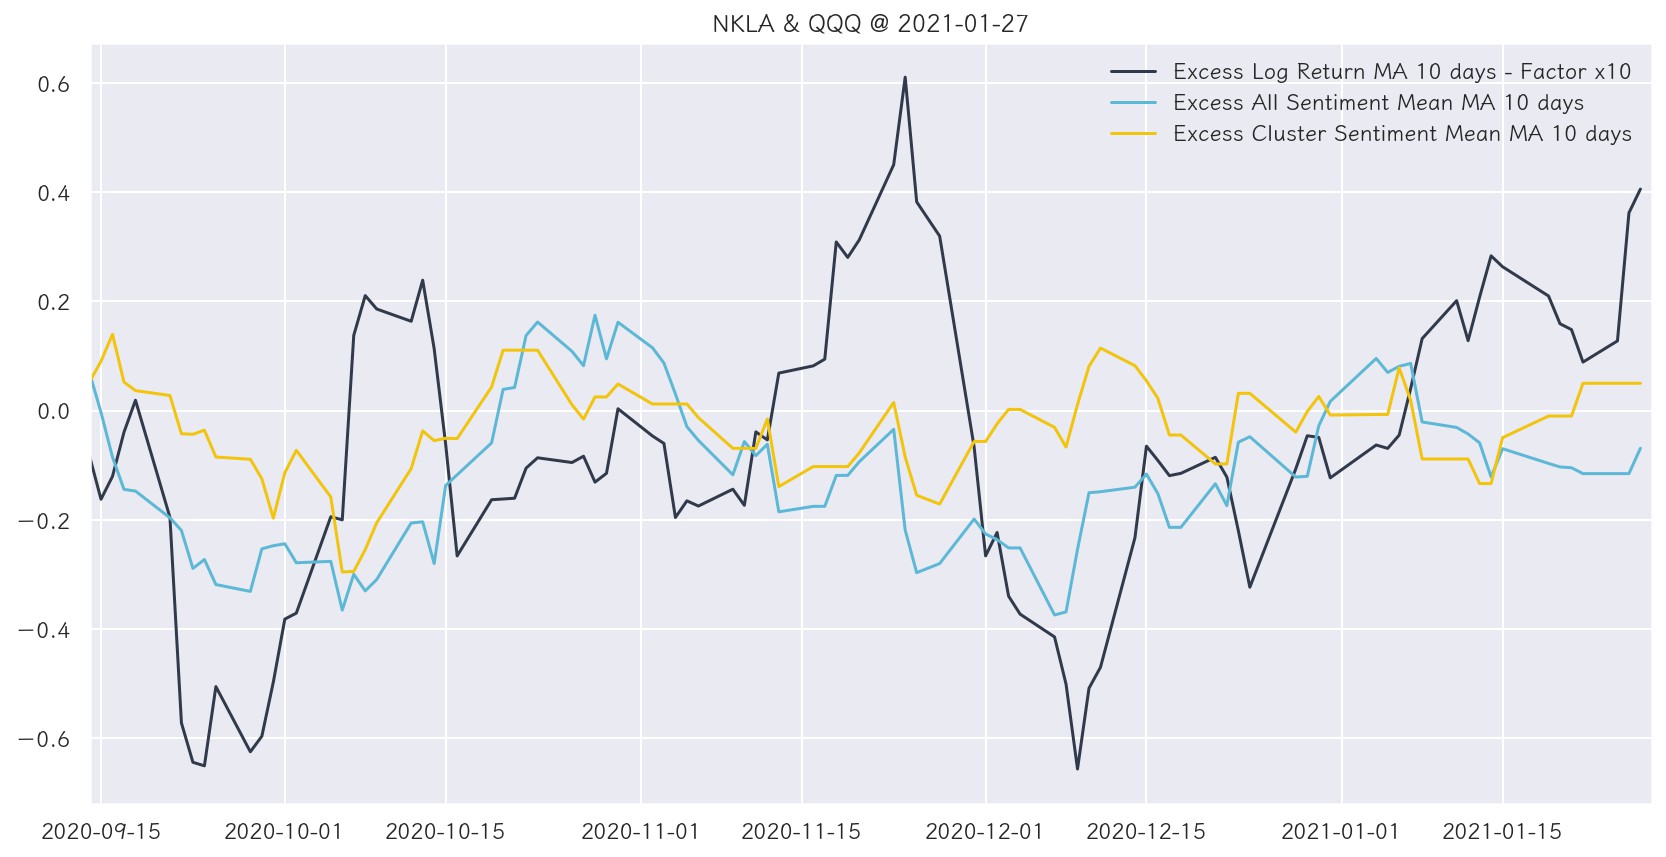 NKLA & QQQ @ 2021-01-27
Excess Log Return MA 10 days - Factor x10
Excess All Sentiment Mean MA 10 days
Excess Cluster Sentiment Mean MA 10 days
0.6
0.4
0.2
0.0
−0.2
−0.4
−0.6
2020-09-15 2020-10-01 2020-10-15 2020-11-01 2020-11-15 2020-12-01 2020-12-15 2021-01-01 2021-01-15